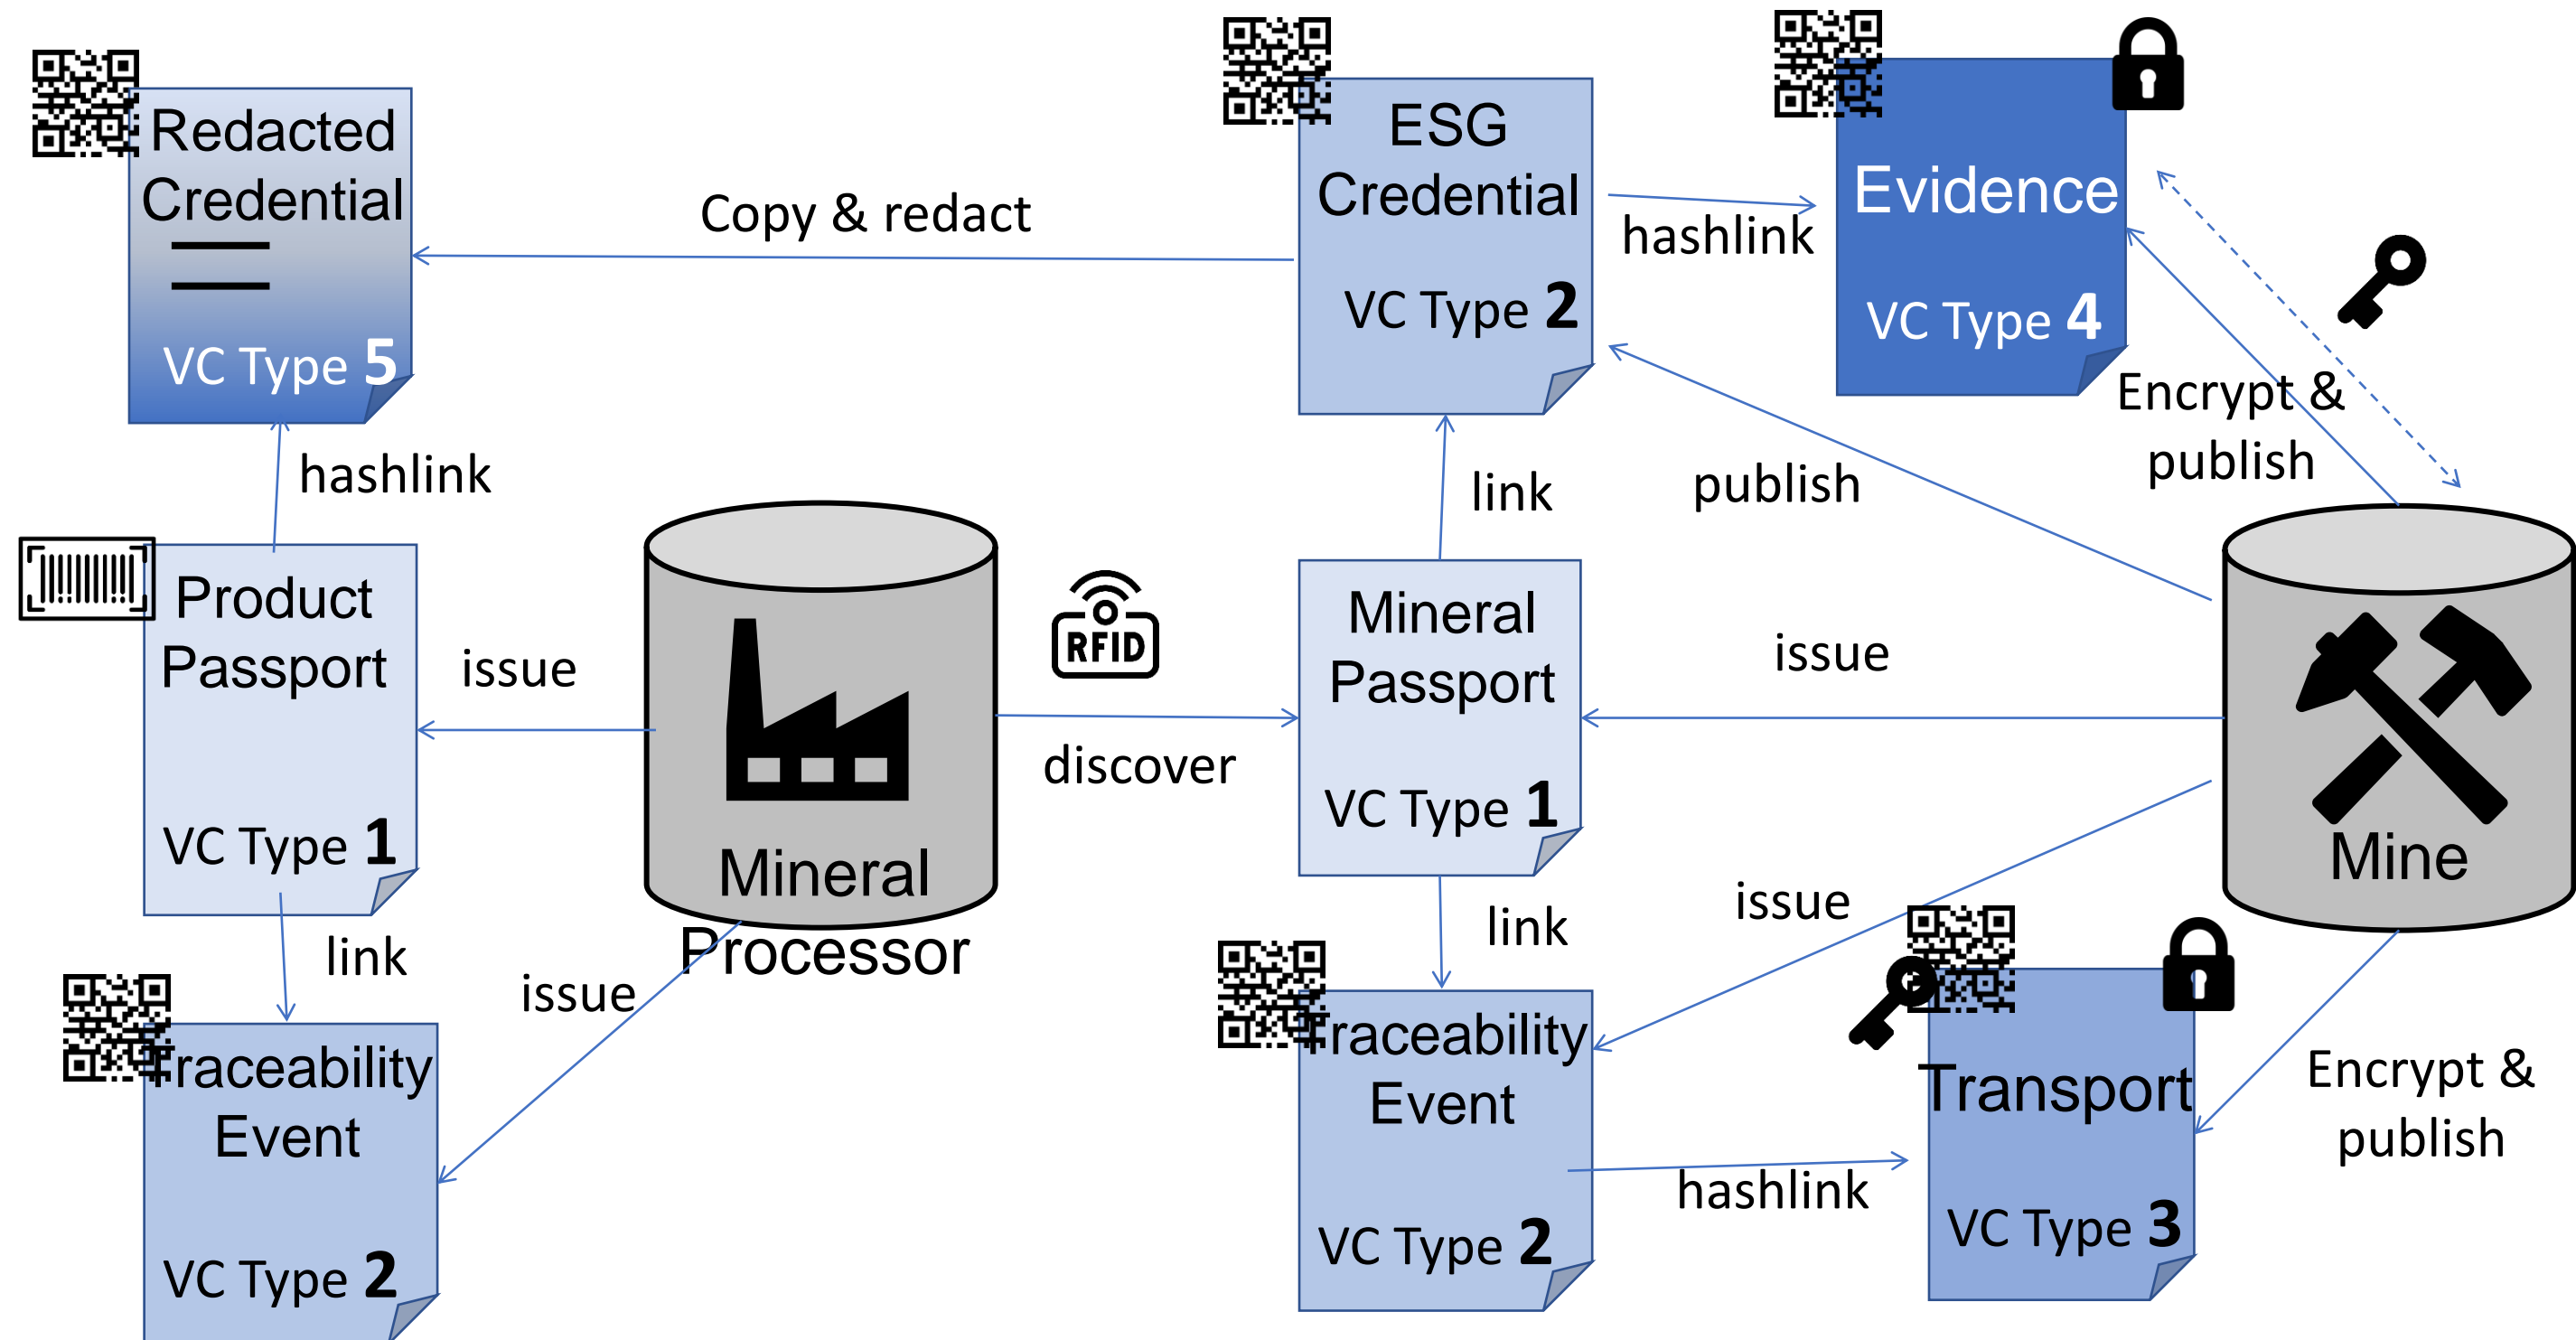 Redacted
Credential
VC Type 5
Copy & redact
ESG
Credential
VC Type 2
hashlink
Evidence
VC Type 4
Encrypt &
publish
hashlink
link
publish
Product
Passport
VC Type 1
issue
Mineral
Processor
RFID
discover
Mineral
Passport
VC Type 1
issue
Mine
link
issue
link
issue
Traceability
Event
VC Type 2
Traceability
Event
VC Type 2
hashlink
Transport
VC Type 3
Encrypt &
publish